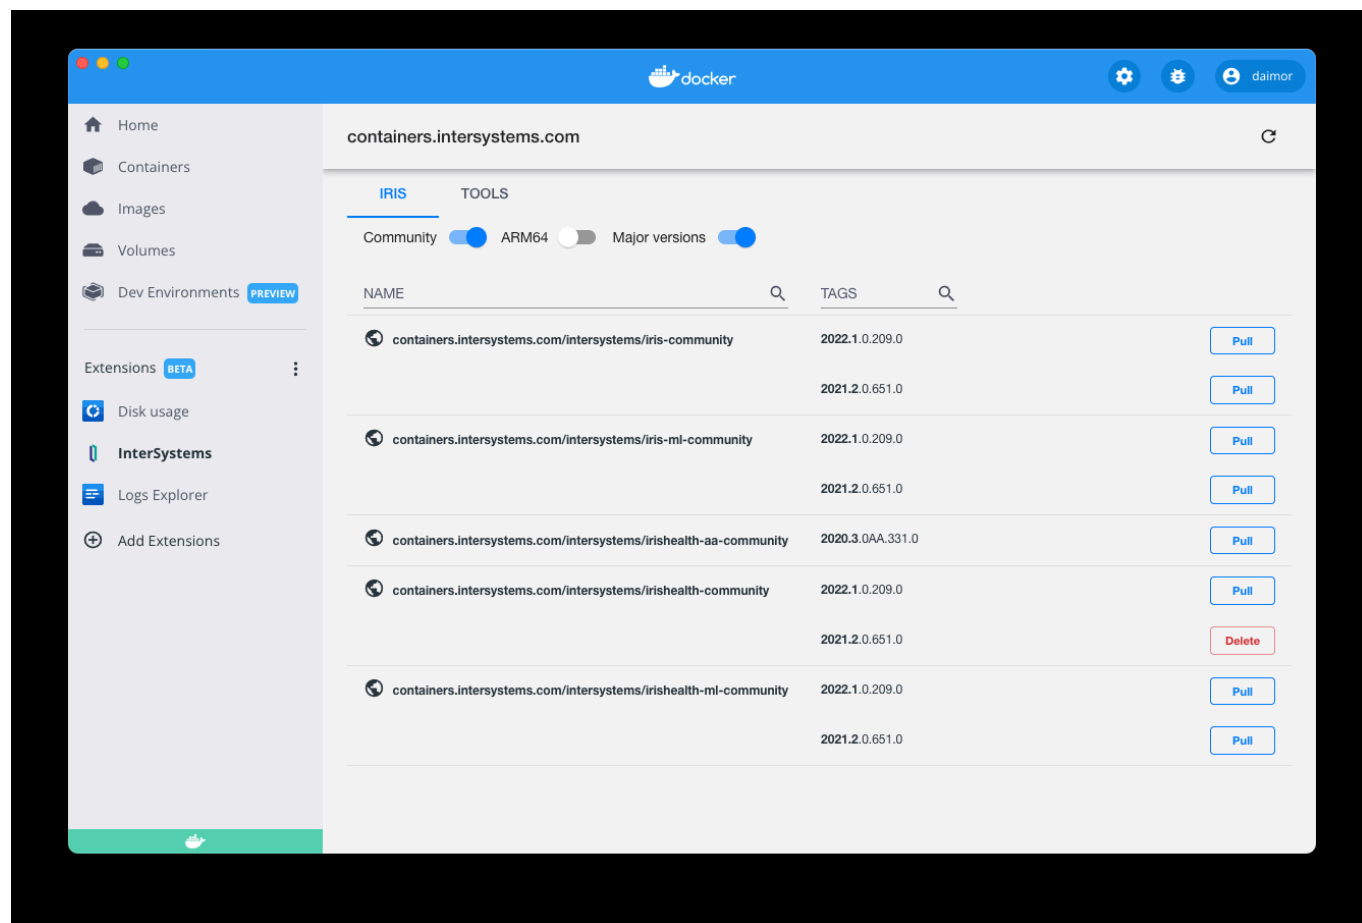 docker
daimor
Home
Containers
Images
Volumes
Dev Environments PREVIEW
Extensions BETA
Disk usage
InterSystems
Logs Explorer
Add Extensions
containers.intersystems.com
IRIS TOOLS
Community ARM64 Major versions
NAME TAGS
containers.intersystems.com/intersystems/iris-community 2022.1.0.209.0 Pull
2021.2.0.651.0 Pull
containers.intersystems.com/intersystems/iris-ml-community 2022.1.0.209.0 Pull
2021.2.0.651.0 Pull
containers.intersystems.com/intersystems/irishealth-aa-community 2020.3.0AA.331.0 Pull
containers.intersystems.com/intersystems/irishealth-community 2022.1.0.209.0 Pull
2021.2.0.651.0 Delete
containers.intersystems.com/intersystems/irishealth-ml-community 2022.1.0.209.0 Pull
2021.2.0.651.0 Pull